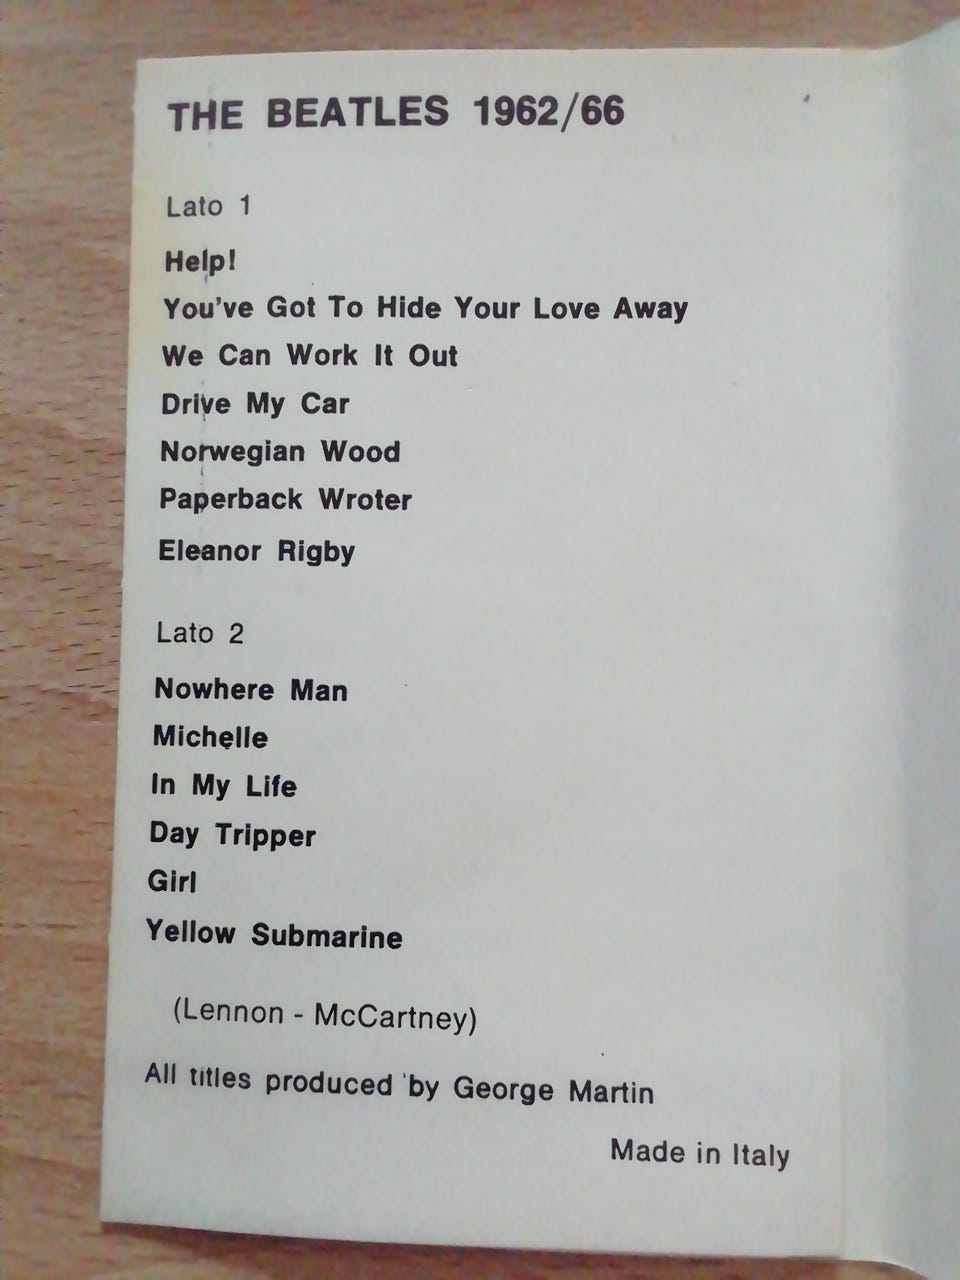 THE BEATLES 1962/66
Lato 1
Help!
You've Got To Hide Your Love Away
We Can Work It Out
Drive My Car
Norwegian Wood
Paperback Wroter
Eleanor Rigby
Lato 2
Nowhere Man
Michelle
In My Life
Day Tripper
Girl
Yellow Submarine
(Lennon - McCartney)
All titles produced by George Martin
Made in Italy